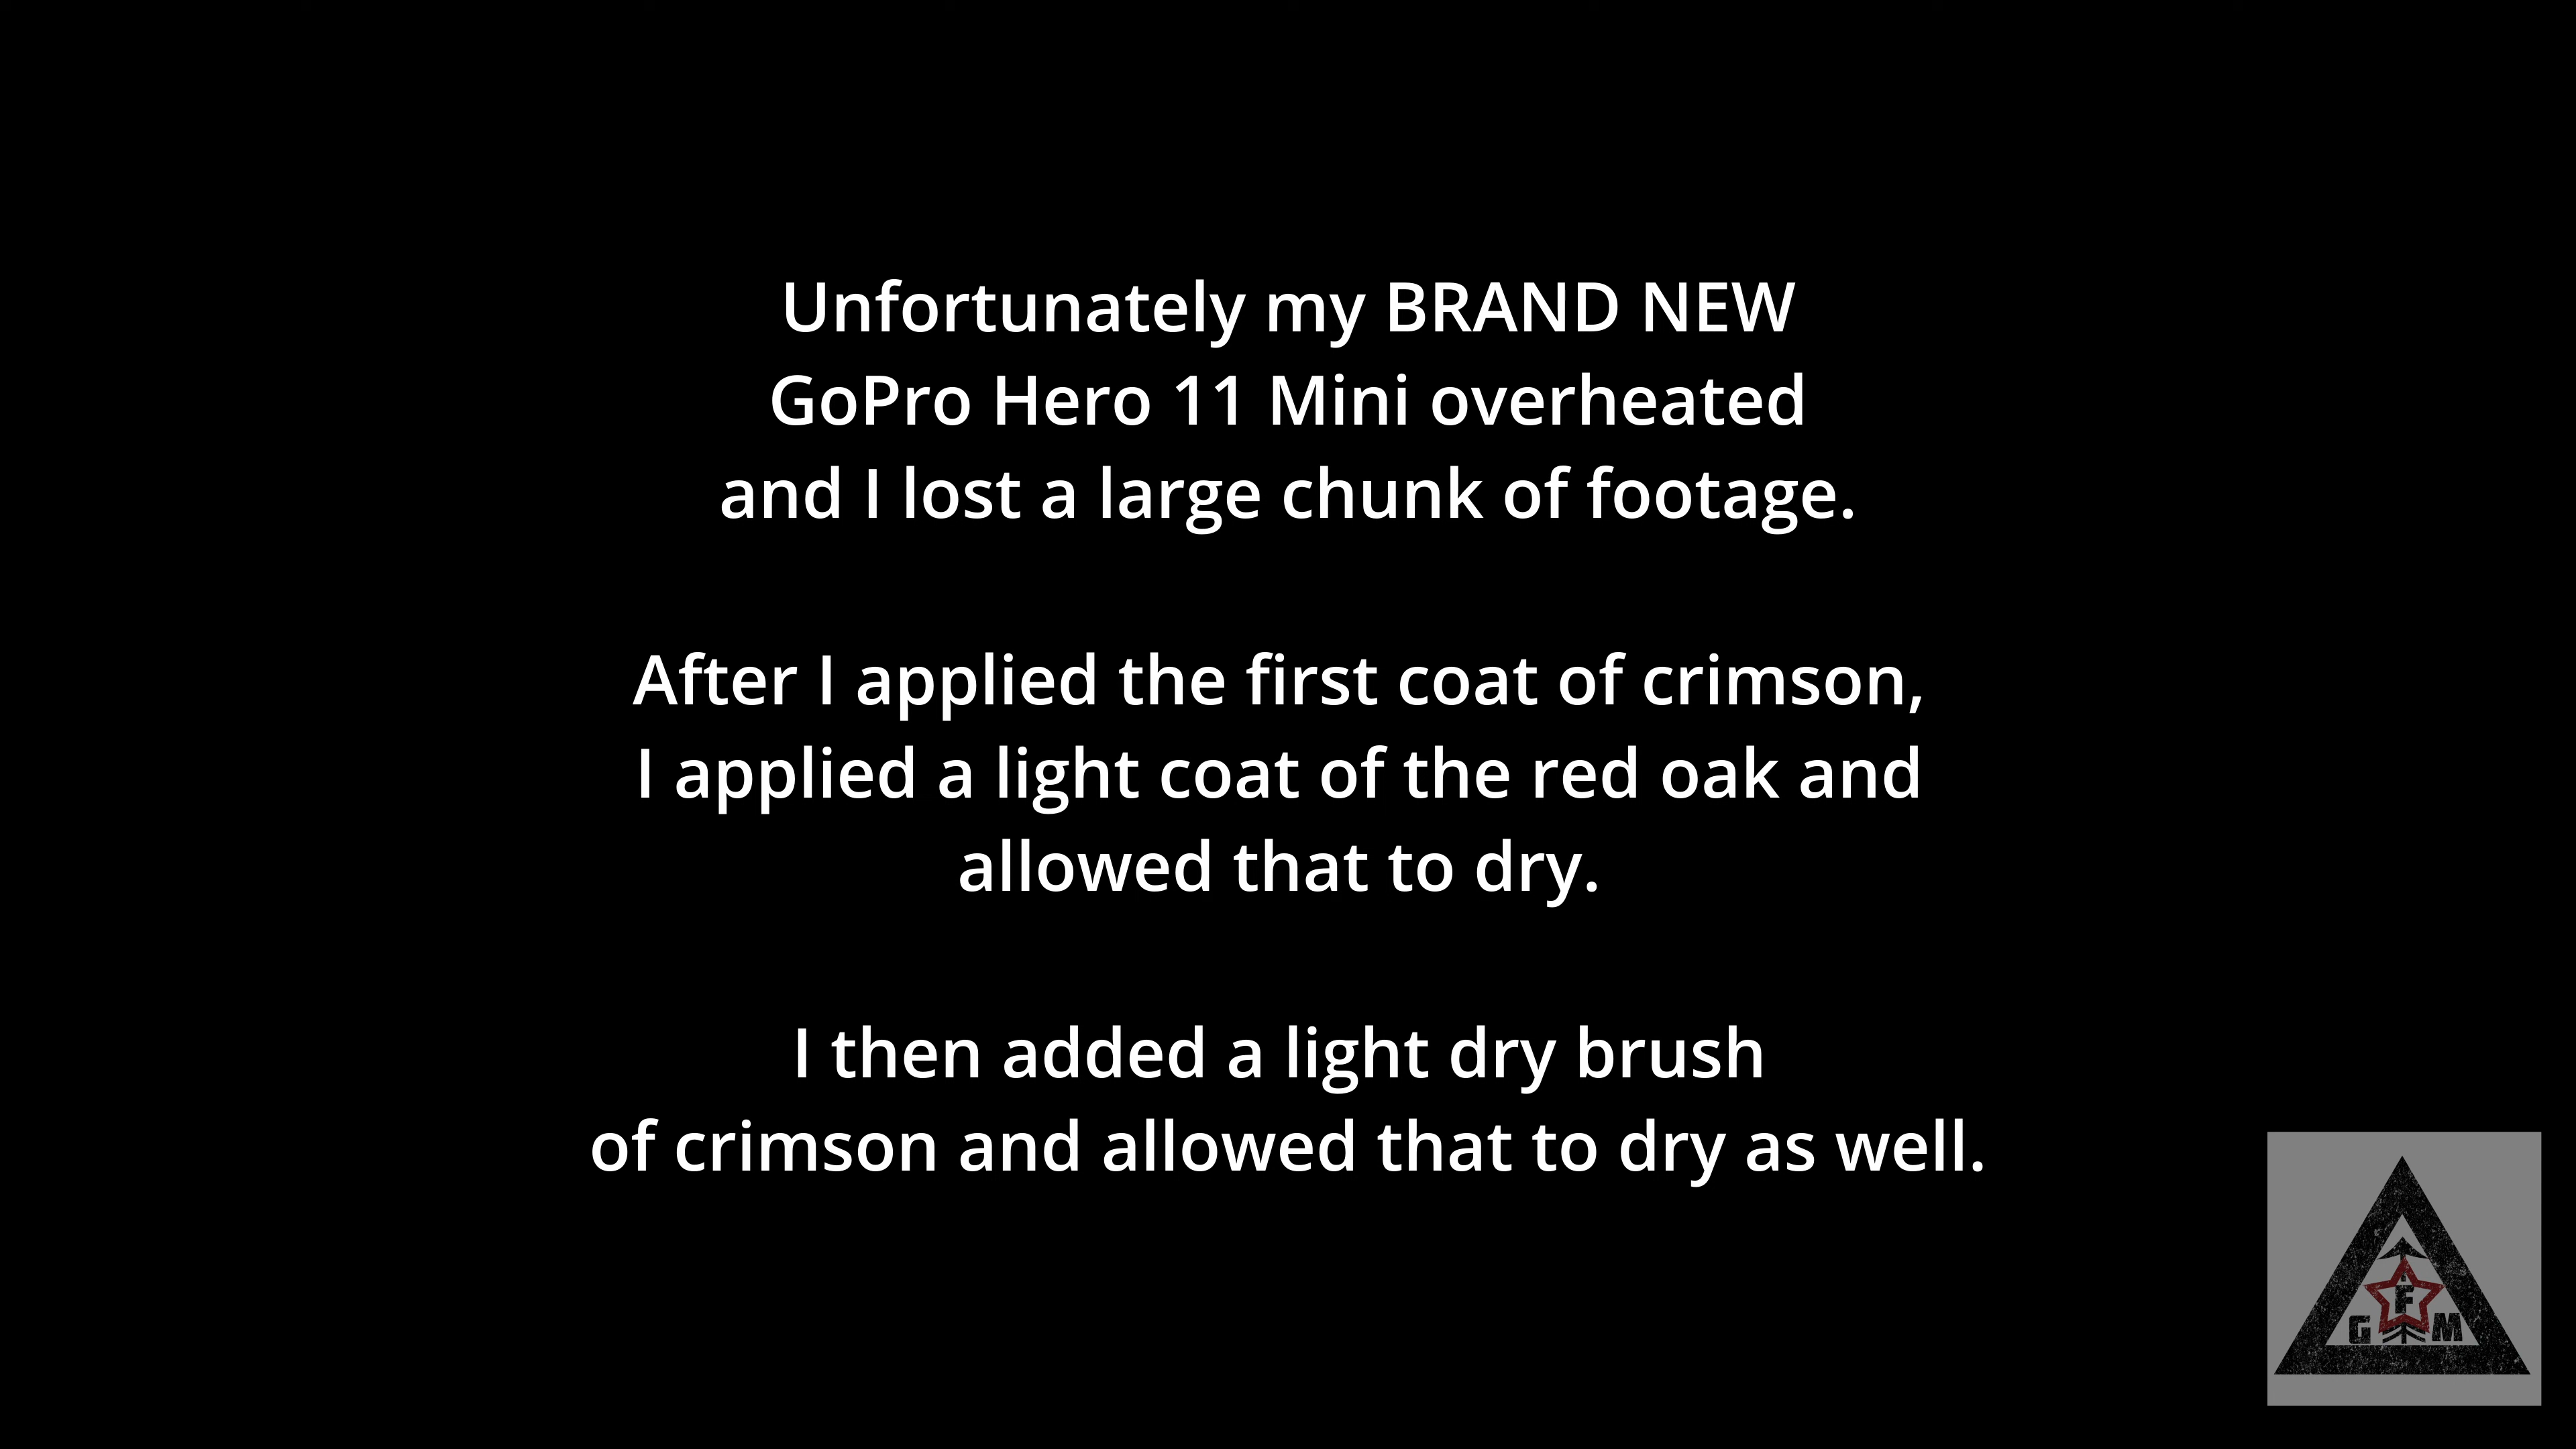 Unfortunately my BRAND NEW
GoPro Hero 11 Mini overheated
and I lost a large chunk of footage.
After I applied the first coat of crimson,
I applied a light coat of the red oak and
allowed that to dry.
I then added a light dry brush
of crimson and allowed that to dry as well.
F
G M